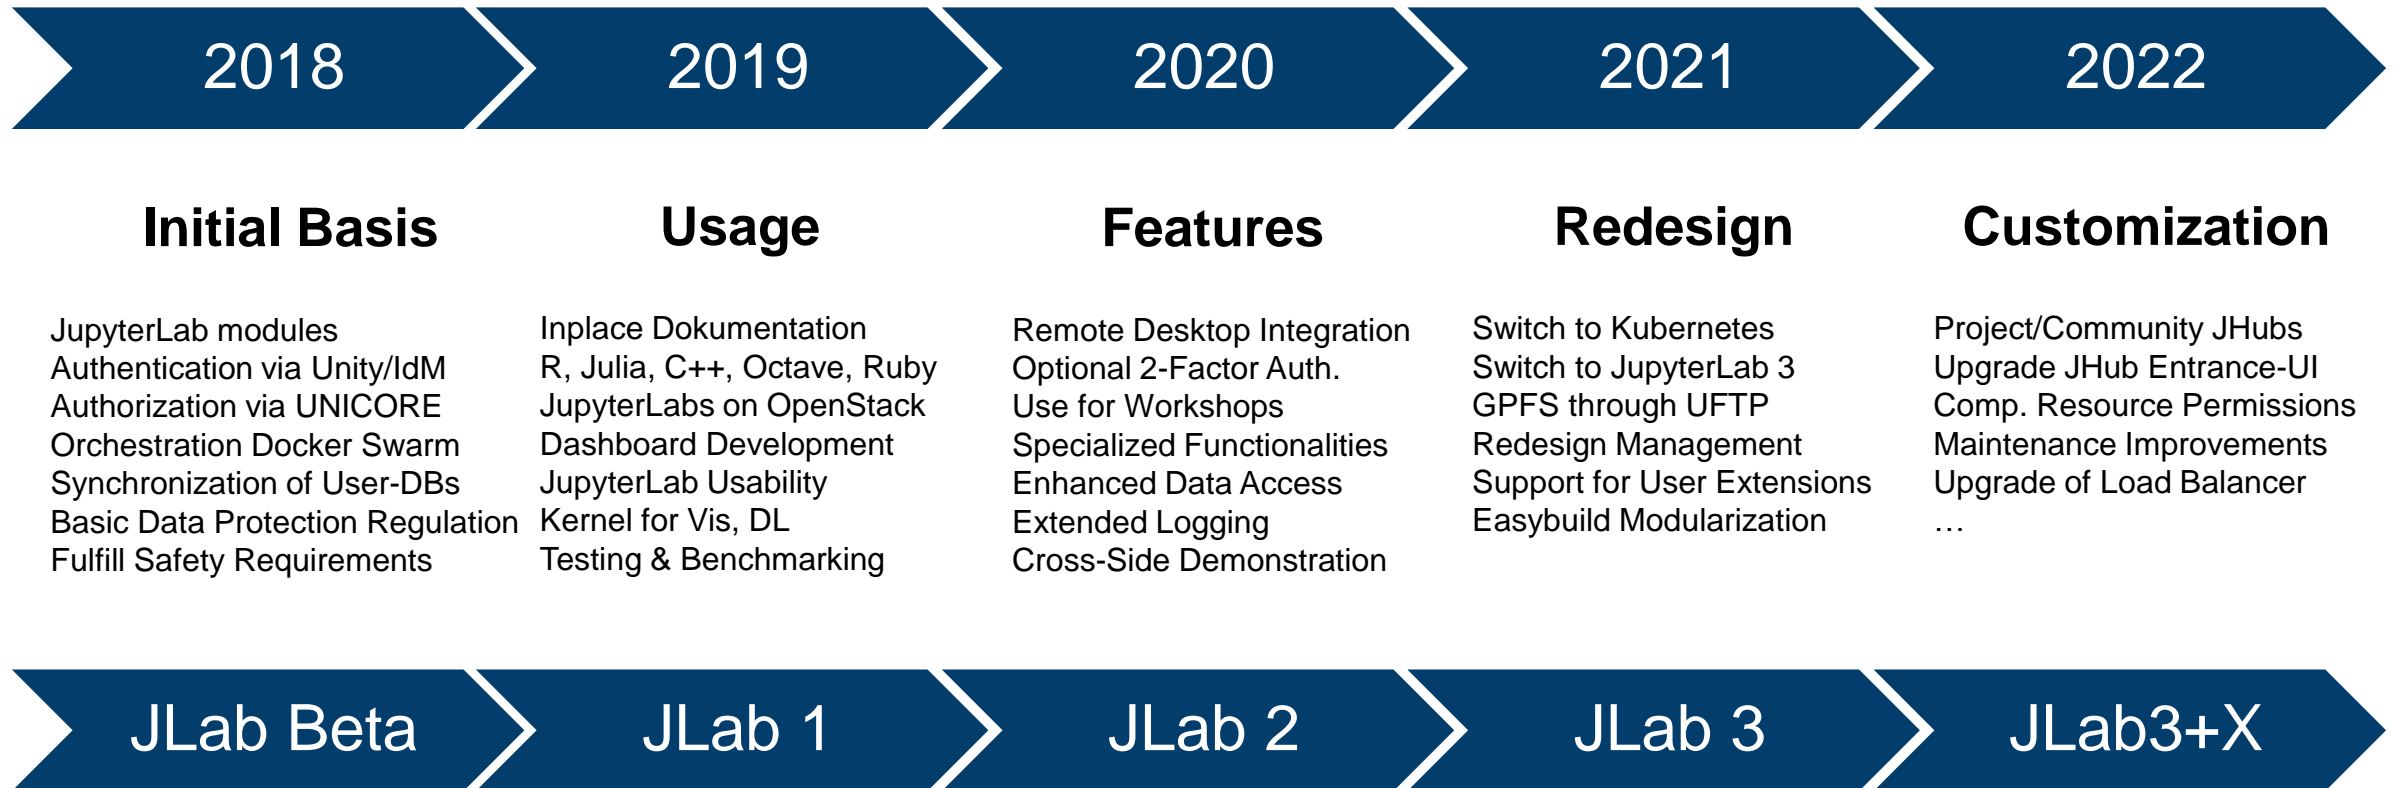 2018
2019
2020
2021
2022
Initial Basis
Usage
Features
Redesign
Customization
JupyterLab modules
Authentication via Unity/IdM
Authorization via UNICORE
Orchestration Docker Swarm
Synchronization of User-DBs
Basic Data Protection Regulation
Fulfill Safety Requirements
Inplace Dokumentation
R, Julia, C++, Octave, Ruby
JupyterLabs on OpenStack
Dashboard Development
JupyterLab Usability
Kernel for Vis, DL
Testing & Benchmarking
Remote Desktop Integration
Optional 2-Factor Auth.
Use for Workshops
Specialized Functionalities
Enhanced Data Access
Extended Logging
Cross-Side Demonstration
Switch to Kubernetes
Switch to JupyterLab 3
GPFS through UFTP
Redesign Management
Support for User Extensions
Easybuild Modularization
Project/Community JHubs
Upgrade JHub Entrance-UI
Comp. Resource Permissions
Maintenance Improvements
Upgrade of Load Balancer
…
JLab Beta
JLab 1
JLab 2
JLab 3
JLab3+X